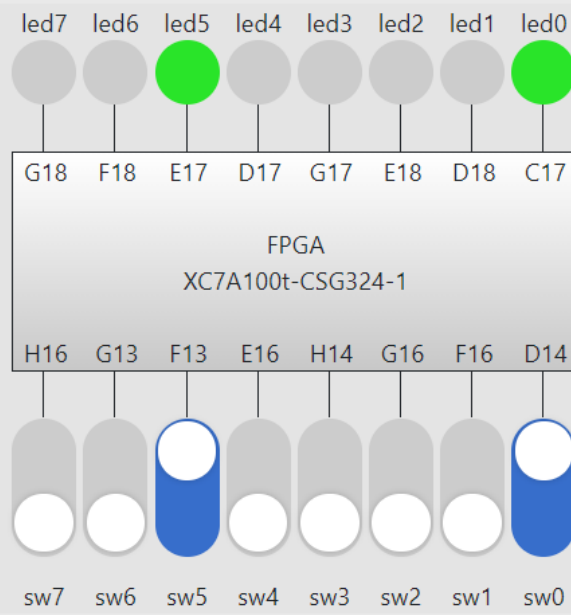 led7 led6 led5 led4 led3 led2 led1 led0
G18 F18 E17 D17 G17 E18 D18 C17
FPGA
XC7A100t-CSG324-1
H16 G13 F13 E16 H14 G16 F16 D14
sw7 sw6 sw5 sw4 sw3 sw2 sw1 sw0